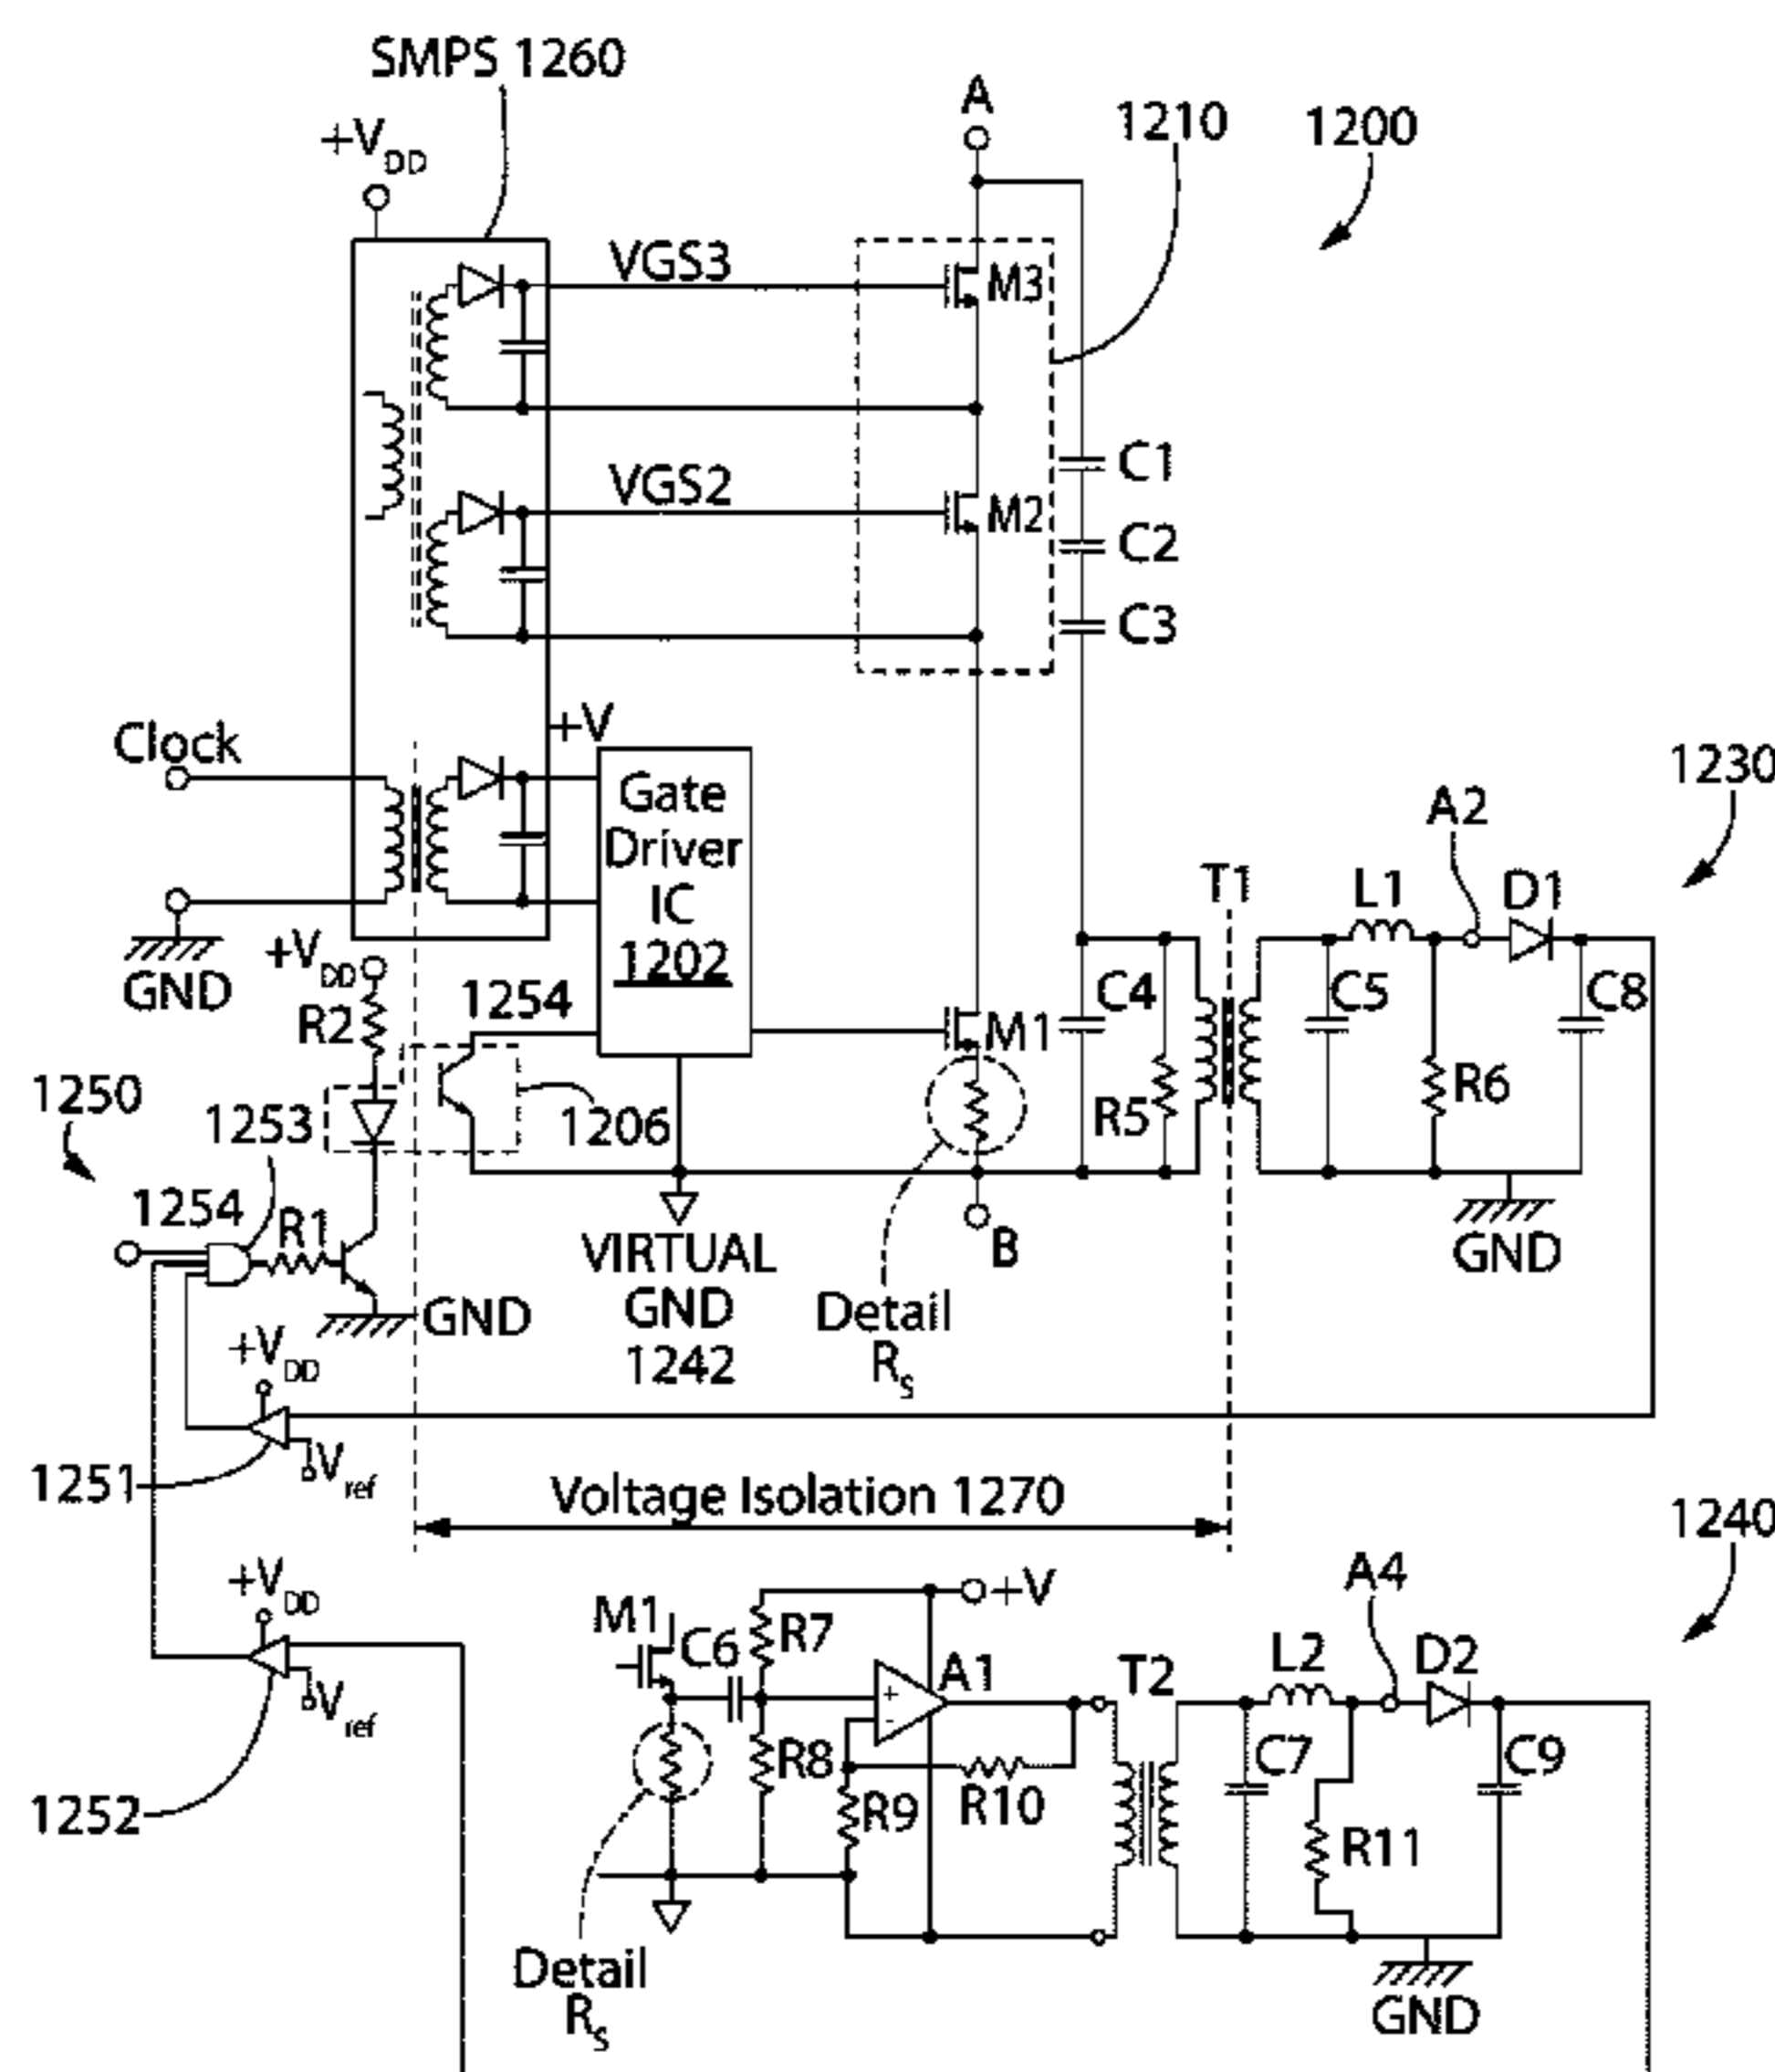 SMPS 1260
A
1210
1200
+VDD
VGS3
M3
C1
VGS2
M2
C2
C3
+V
Clock
1230
Gate
Driver
IC
1202
A2
T1
L1
D1
GND
+VDD
1254
R2
C4
C5
C8
M1
R6
1250
1253
1206
R5
1254
R1
VIRTUAL
GND
1242
B
GND
Detail
RS
GND
+VDD
Vref
1251
Voltage Isolation 1270
1240
+VDD
A4
+V
M1
C6
R7
A1
L2
D2
T2
+
-
Vref
R8
C7
C9
R10
1252
R9
R11
Detail
RS
GND